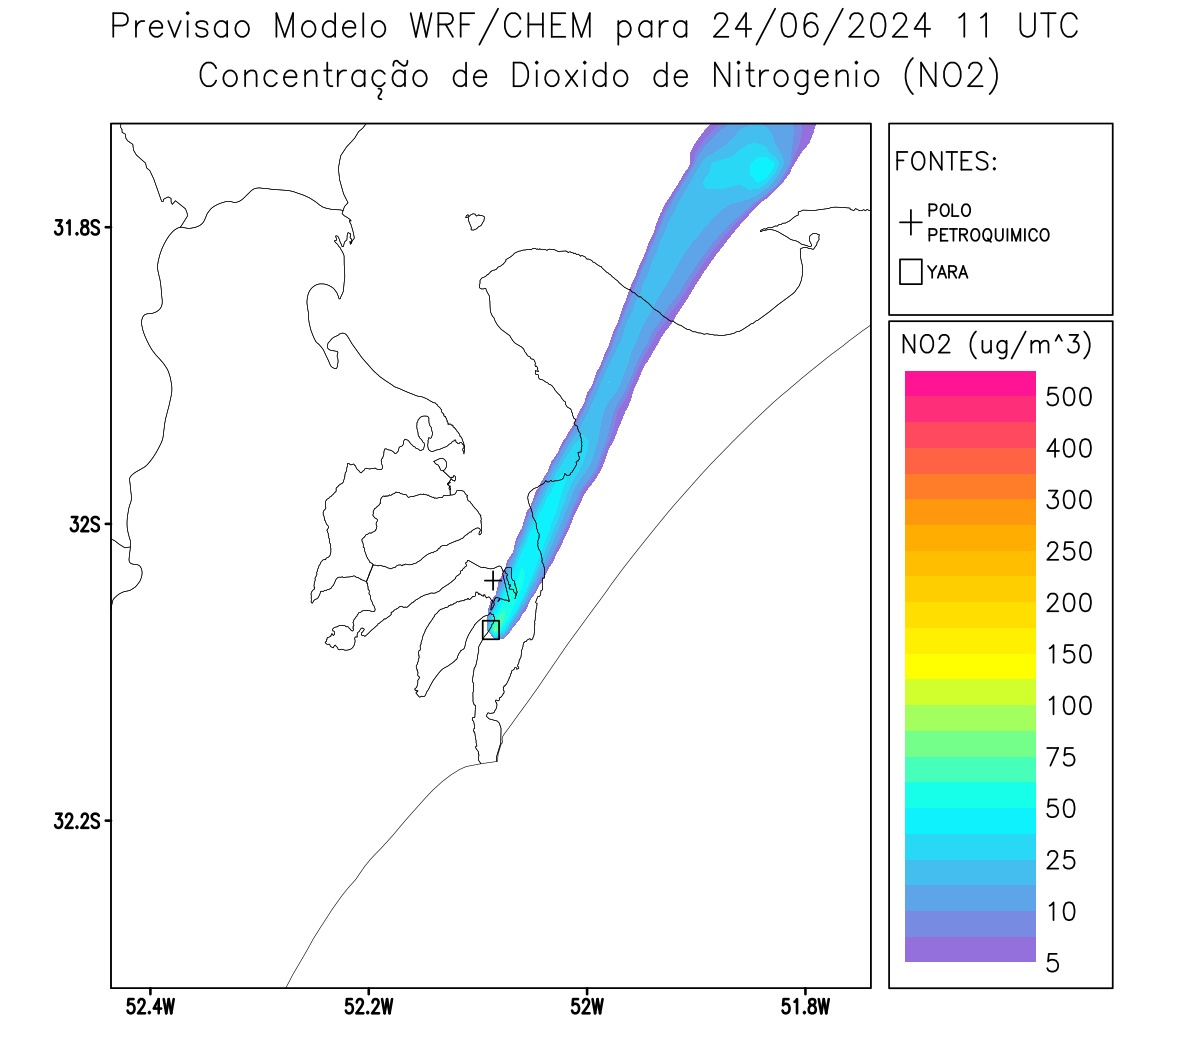 Previsao Modelo WRF/CHEM para 24/06/2024 11 UTC
Concentração de Dioxido de Nitrogenio (NO2)
FONTES:
POLO
PETROQUIMICO
YARA
NO2 (ug/m^3)
500
400
300
250
200
150
100
75
50
25
10
5
31.8S
32S
32.2S
52.4W
52.2W
52W
51.8W